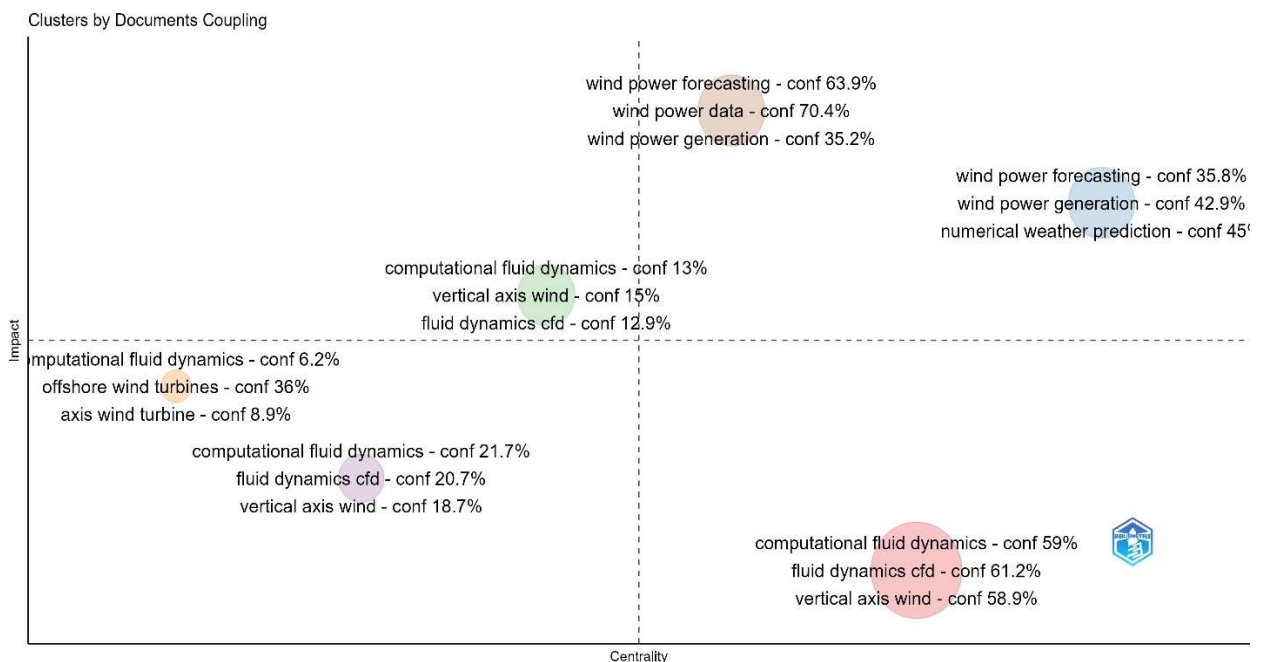 Clusters by Documents Coupling
wind power forecasting - conf 63.9%
wind power data - conf 70.4%
wind power generation - conf 35.2%
wind power forecasting - conf 35.8%
wind power generation - conf 42.9%
numerical weather prediction - conf 45
computational fluid dynamics - conf 13%
vertical axis wind - conf 15%
fluid dynamics cfd - conf 12.9%
Impact
mputational fluid dynamics - conf 6.2%
offshore wind turbines - conf 36%
axis wind turbine - conf 8.9%
computational fluid dynamics - conf 21.7%
fluid dynamics cfd - conf 20.7%
vertical axis wind - conf 18.7%
computational fluid dynamics - conf 59%
fluid dynamics cfd - conf 61.2%
vertical axis wind - conf 58.9%
BIBLIOMETRIX
Centrality